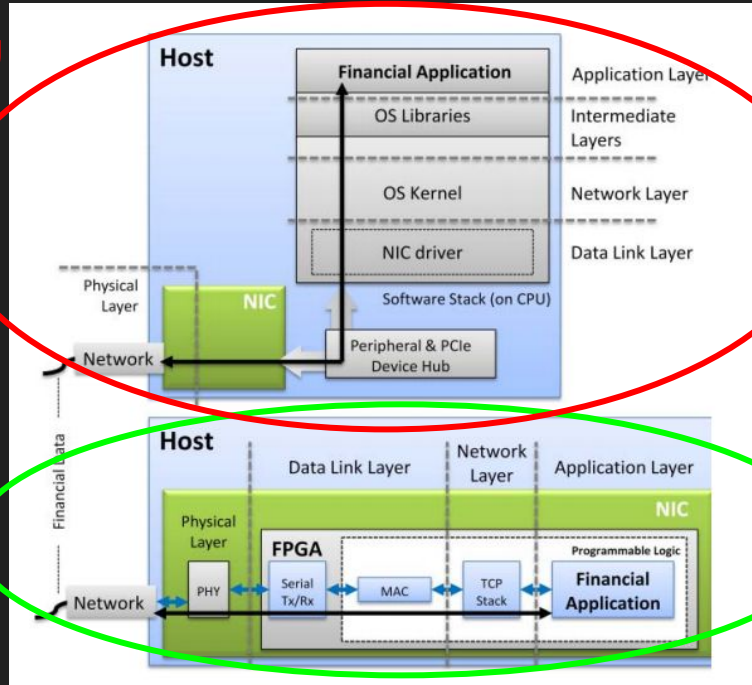 Host
Financial Application
Application Layer
OS Libraries
Intermediate
Layers
OS Kernel
Network Layer
NIC driver
Data Link Layer
Software Stack (on CPU)
Physical
Layer
NIC
Peripheral & PCIe
Device Hub
Network
Financial Data
Host
Data Link Layer
Network
Layer
Application Layer
NIC
Physical
Layer
FPGA
Programmable Logic
PHY
Serial
Tx/Rx
MAC
TCP
Stack
Financial
Application
Network